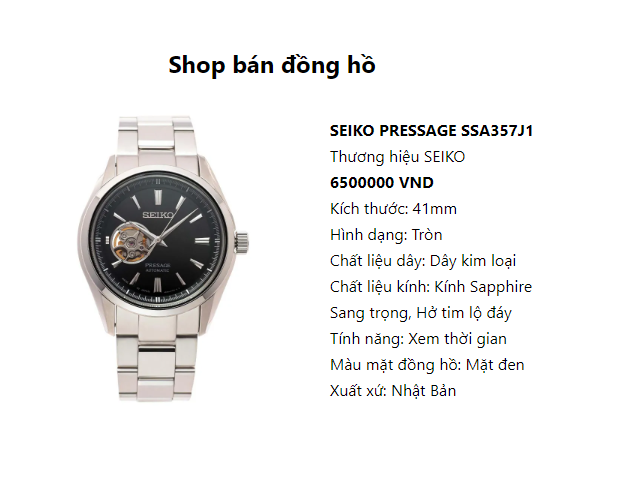 Shop bán đồng hồ
SEIKO
PRESAGE
AUTOMATIC
SEIKO PRESSAGE SSA357J1
Thương hiệu SEIKO
6500000 VND
Kích thước: 41mm
Hình dạng: Tròn
Chất liệu dây: Dây kim loại
Chất liệu kính: Kính Sapphire
Sang trọng, Hở tim lộ đáy
Tính năng: Xem thời gian
Màu mặt đồng hồ: Mặt đen
Xuất xứ: Nhật Bản